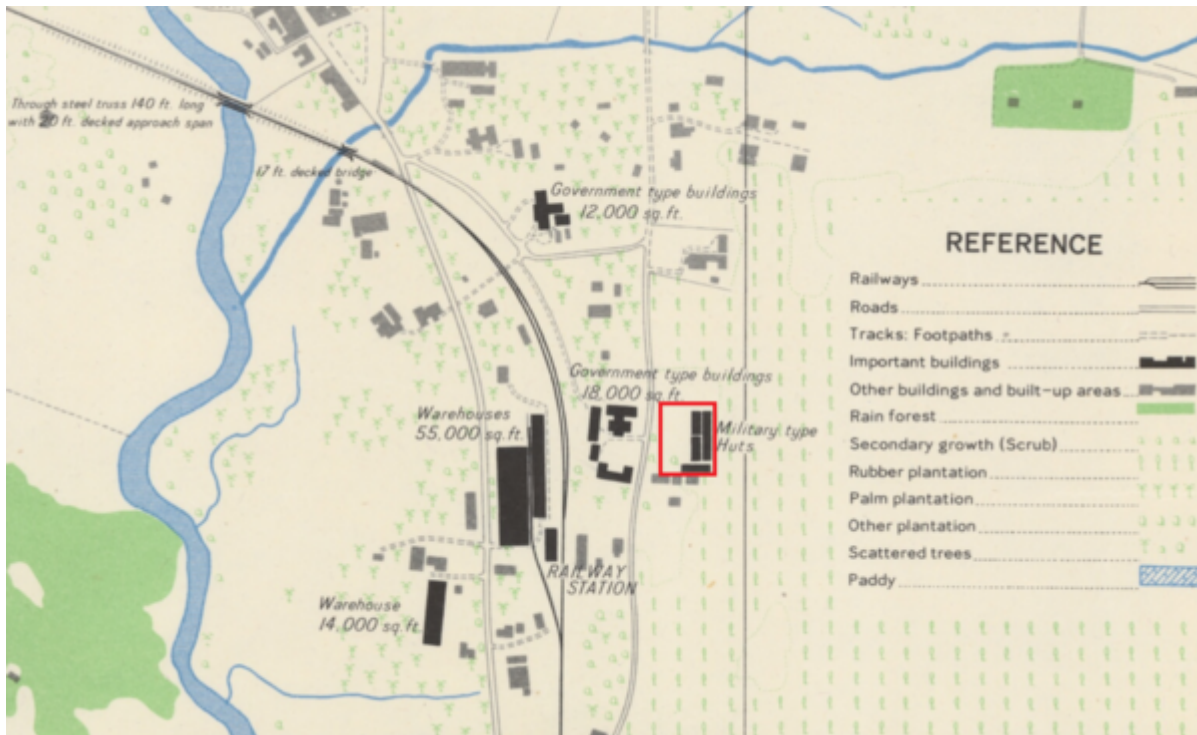 Through steel truss 140 ft. long
with 20 ft. decked approach span
17 ft. decked bridge
Government type buildings
12,000 sq.ft.
Government type buildings
18,000 sq.ft.
Warehouses
55,000 sq.ft.
Military type
Huts
RAILWAY
STATION
Warehouse
14,000 sq.ft.
REFERENCE
Railways
Roads
Tracks: Footpaths
Important buildings
Other buildings and built-up areas
Rain forest
Secondary growth (Scrub)
Rubber plantation
Palm plantation
Other plantation
Scattered trees
Paddy